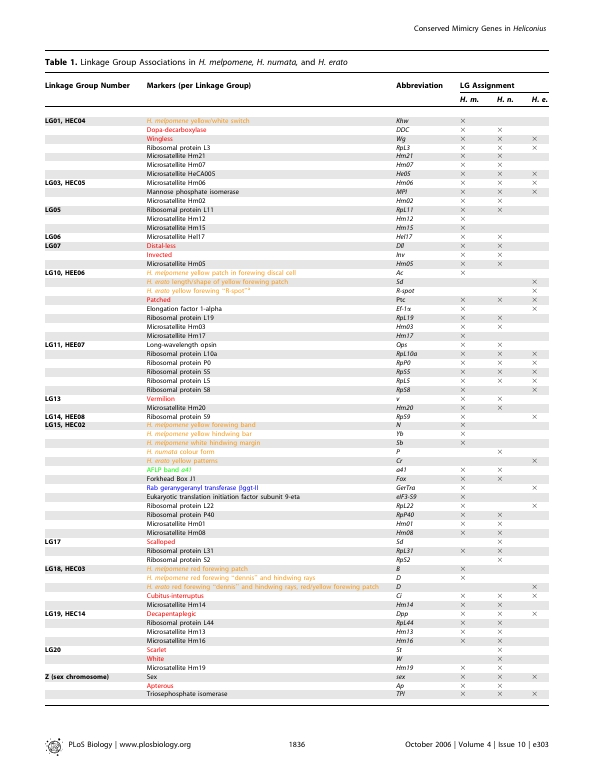 Conserved Mimicry Genes in Heliconius
Table 1. Linkage Group Associations in H. melpomene, H. numata, and H. erato
Linkage Group Number Markers (per Linkage Group) Abbreviation LG Assignment
H. m. H. n. H. e.
LG01, HEC04 H. melpomene yellow/white switch Khw ×
Dopa-decarboxylase DDC × ×
Wingless Wg × × ×
Ribosomal protein L3 RpL3 × × ×
Microsatellite Hm21 Hm21 × ×
Microsatellite Hm07 Hm07 × ×
Microsatellite HeCA005 He05 × × ×
LG03, HEC05 Microsatellite Hm06 Hm06 × × ×
Mannose phosphate isomerase MPI × × ×
Microsatellite Hm02 Hm02 × ×
LG05 Ribosomal protein L11 RpL11 × ×
Microsatellite Hm12 Hm12 ×
Microsatellite Hm15 Hm15 ×
LG06 Microsatellite Hel17 Hel17 × ×
LG07 Distal-less Dll × ×
Invected Inv × ×
Microsatellite Hm05 Hm05 × ×
LG10, HEE06 H. melpomene yellow patch in forewing discal cell Ac ×
H. erato length/shape of yellow forewing patch Sd ×
H. erato yellow forewing "R-spot" R-spot ×
Patched Ptc × × ×
Elongation factor 1-alpha Ef-1α × ×
Ribosomal protein L19 RpL19 × ×
Microsatellite Hm03 Hm03 × ×
Microsatellite Hm17 Hm17 ×
LG11, HEE07 Long-wavelength opsin Ops × ×
Ribosomal protein L10a RpL10a × × ×
Ribosomal protein P0 RpP0 × × ×
Ribosomal protein S5 RpS5 × × ×
Ribosomal protein L5 RpL5 × × ×
Ribosomal protein S8 RpS8 × ×
LG13 Vermilion v × ×
Microsatellite Hm20 Hm20 × ×
LG14, HEE08 Ribosomal protein S9 RpS9 × ×
LG15, HEC02 H. melpomene yellow forewing band N ×
H. melpomene yellow hindwing bar Yb ×
H. melpomene white hindwing margin Sb ×
H. numata colour form P ×
H. erato yellow patterns Cr ×
AFLP band a41 a41 × ×
Forkhead Box J1 Fox × ×
Rab geranygeranyl transferase βggt-II GerTra × ×
Eukaryotic translation initiation factor subunit 9-eta eIF3-S9 ×
Ribosomal protein L22 RpL22 × ×
Ribosomal protein P40 RpP40 × ×
Microsatellite Hm01 Hm01 × ×
Microsatellite Hm08 Hm08 × ×
LG17 Scalloped Sd ×
Ribosomal protein L31 RpL31 × ×
Ribosomal protein S2 RpS2 ×
LG18, HEC03 H. melpomene red forewing patch B ×
H. melpomene red forewing "dennis" and hindwing rays D ×
H. erato red forewing "dennis" and hindwing rays, red/yellow forewing patch D ×
Cubitus-interruptus Ci × × ×
Microsatellite Hm14 Hm14 × ×
LG19, HEC14 Decapentaplegic Dpp × × ×
Ribosomal protein L44 RpL44 × ×
Microsatellite Hm13 Hm13 × ×
Microsatellite Hm16 Hm16 × ×
LG20 Scarlet St ×
White W ×
Microsatellite Hm19 Hm19 × ×
Z (sex chromosome) Sex sex × × ×
Apterous Ap × ×
Triosephosphate isomerase TPI × × ×
PLoS Biology | www.plosbiology.org 1836 October 2006 | Volume 4 | Issue 10 | e303